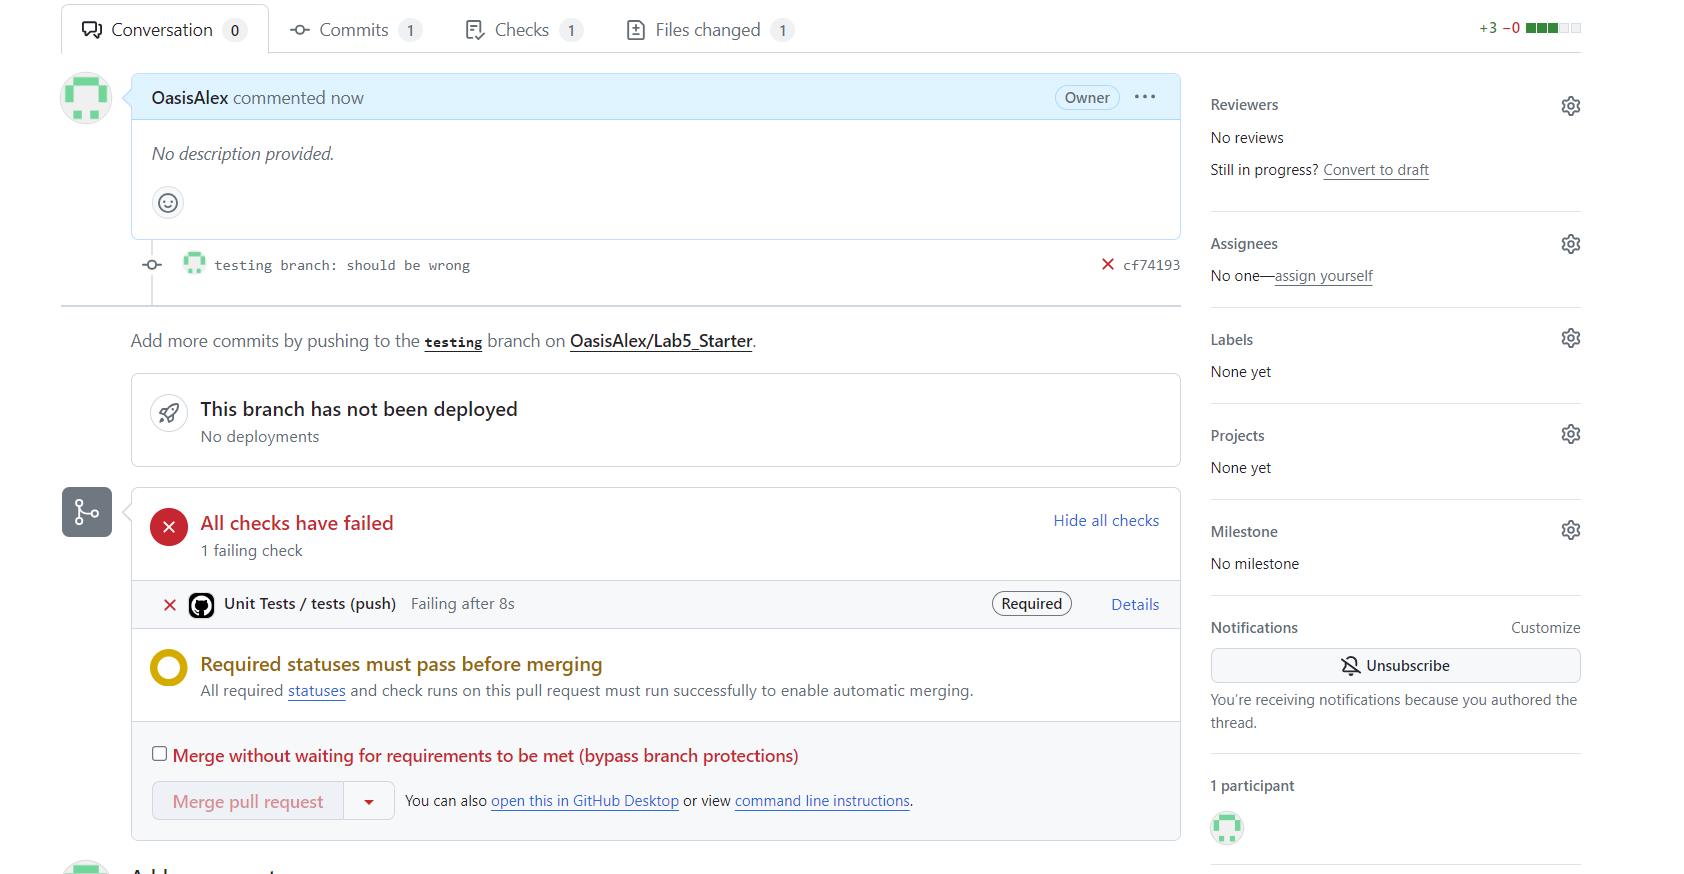 Conversation 0 Commits 1 Checks 1 Files changed 1 +3 −0
OasisAlex commented now Owner
No description provided.
testing branch: should be wrong cf74193
Add more commits by pushing to the testing branch on OasisAlex/Lab5_Starter.
This branch has not been deployed
No deployments
All checks have failed Hide all checks
1 failing check
Unit Tests / tests (push) Failing after 8s Required Details
Required statuses must pass before merging
All required statuses and check runs on this pull request must run successfully to enable automatic merging.
Merge without waiting for requirements to be met (bypass branch protections)
Merge pull request You can also open this in GitHub Desktop or view command line instructions.
Reviewers
No reviews
Still in progress? Convert to draft
Assignees
No one—assign yourself
Labels
None yet
Projects
None yet
Milestone
No milestone
Notifications Customize
Unsubscribe
You're receiving notifications because you authored the
thread.
1 participant